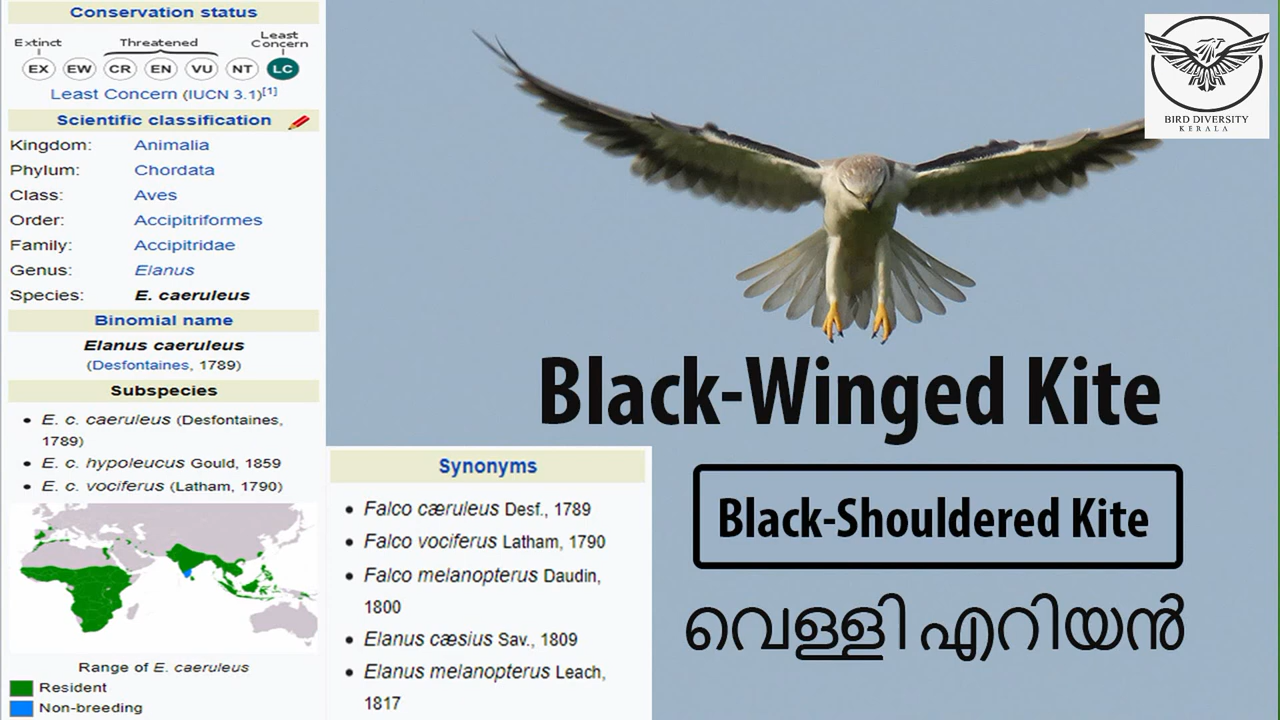 Conservation status
Extinct
Threatened
Least
Concern
EX EW CR EN VU NT LC
Least Concern (IUCN 3.1)[1]
Scientific classification
Kingdom: Animalia
Phylum: Chordata
Class: Aves
Order: Accipitriformes
Family: Accipitridae
Genus: Elanus
Species: E. caeruleus
Binomial name
Elanus caeruleus
(Desfontaines, 1789)
Subspecies
• E. c. caeruleus (Desfontaines,
1789)
• E. c. hypoleucus Gould, 1859
• E. c. vociferus (Latham, 1790)
Range of E. caeruleus
Resident
Non-breeding
Synonyms
• Falco cæruleus Desf., 1789
• Falco vociferus Latham, 1790
• Falco melanopterus Daudin,
1800
• Elanus cæsius Sav., 1809
• Elanus melanopterus Leach,
1817
BIRD DIVERSITY
KERALA
Black-Winged Kite
Black-Shouldered Kite
വെള്ളി എറിയൻ